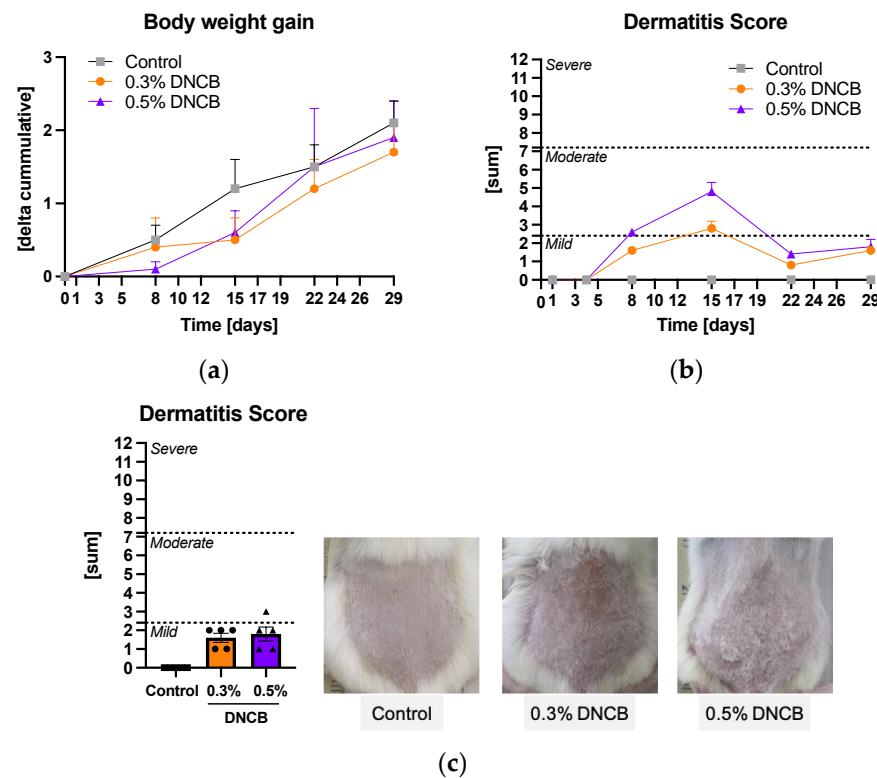 Body weight gain
3
2
1
0
[delta cummulative]
Control
0.3% DNCB
0.5% DNCB
0 1 3 5 8 10 12 15 17 19 22 24 26 29
Time [days]
(a)
Dermatitis Score
12
11
10
9
8
7
6
5
4
3
2
1
0
[sum]
Severe
Moderate
Mild
Control
0.3% DNCB
0.5% DNCB
0 1 3 5 8 10 12 15 17 19 22 24 26 29
Time [days]
(b)
Dermatitis Score
12
11
10
9
8
7
6
5
4
3
2
1
0
[sum]
Severe
Moderate
Mild
Control 0.3% 0.5%
DNCB
Control
0.3% DNCB
0.5% DNCB
(c)